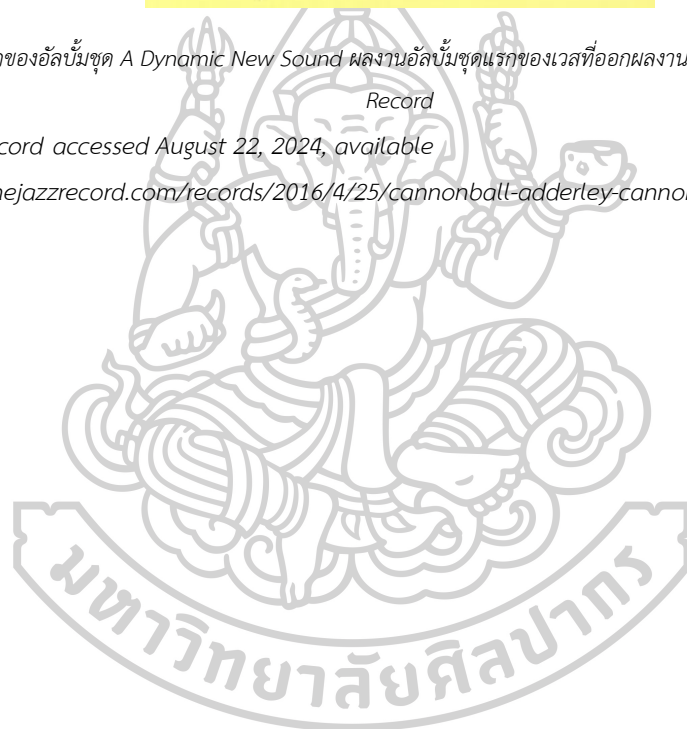 ของอัลบั้มชุด A Dynamic New Sound ผลงานอัลบั้มชุดแรกของเวสที่ออกผลงาน
Record
cord accessed August 22, 2024, available
nejazzrecord.com/records/2016/4/25/cannonball-adderley-canno
มหาวิทยาลัยศิลปากร